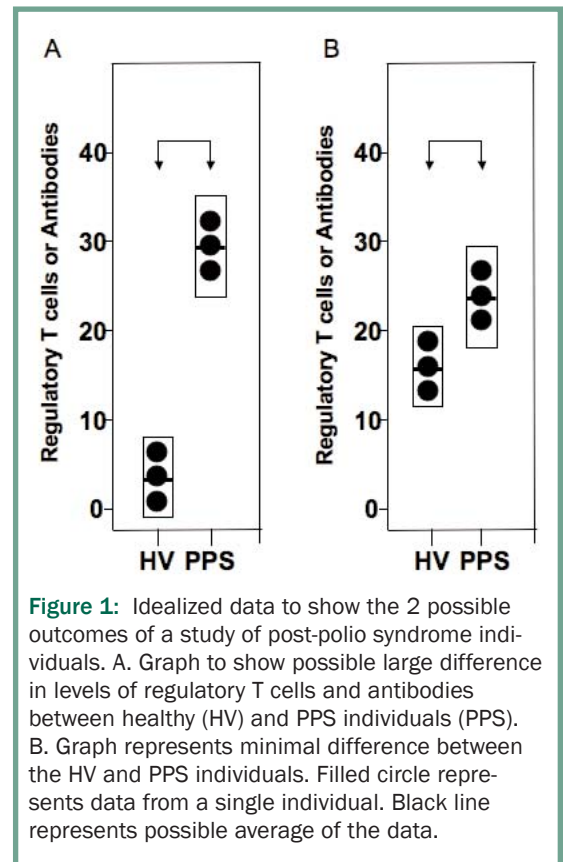 A
Regulatory T cells or Antibodies
40
30
20
10
0
HV PPS
B
Regulatory T cells or Antibodies
40
30
20
10
0
HV PPS
Figure 1: Idealized data to show the 2 possible
outcomes of a study of post-polio syndrome indi-
viduals. A. Graph to show possible large difference
in levels of regulatory T cells and antibodies
between healthy (HV) and PPS individuals (PPS).
B. Graph represents minimal difference between
the HV and PPS individuals. Filled circle repre-
sents data from a single individual. Black line
represents possible average of the data.